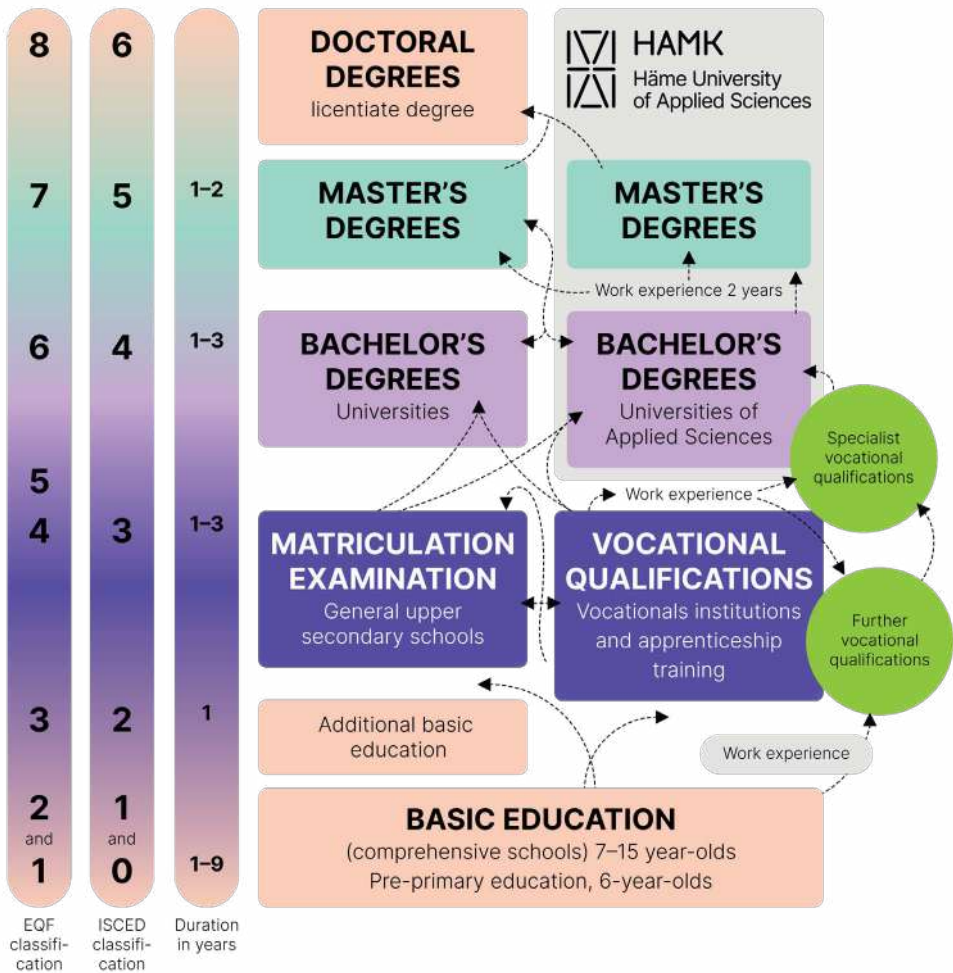 8
6
DOCTORAL
DEGREES
licentiate degree
HAMK
Häme University
of Applied Sciences
7
5
1–2
MASTER'S
DEGREES
MASTER'S
DEGREES
Work experience 2 years
6
4
1–3
BACHELOR'S
DEGREES
Universities
BACHELOR'S
DEGREES
Universities of
Applied Sciences
Specialist
vocational
qualifications
5
Work experience
4
3
1–3
MATRICULATION
EXAMINATION
General upper
secondary schools
VOCATIONAL
QUALIFICATIONS
Vocationals institutions
and apprenticeship
training
Further
vocational
qualifications
3
2
1
Additional basic
education
Work experience
2
and
1
1
and
0
1–9
BASIC EDUCATION
(comprehensive schools) 7–15 year-olds
Pre-primary education, 6-year-olds
EQF
classifi-
cation
ISCED
classifi-
cation
Duration
in years